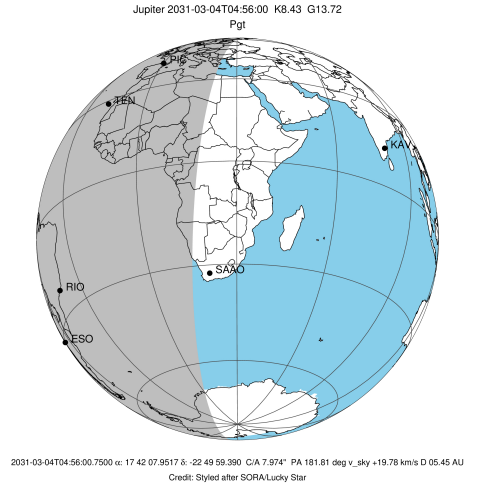 Jupiter 2031-03-04T04:56:00  K8.43  G13.72
Pgt
PIC
TEN
KAV
SAAO
RIO
ESO
2031-03-04T04:56:00.7500 α: 17 42 07.9517 δ: -22 49 59.390  C/A 7.974"  PA 181.81 deg v_sky +19.78 km/s D 05.45 AU
Credit: Styled after SORA/Lucky Star